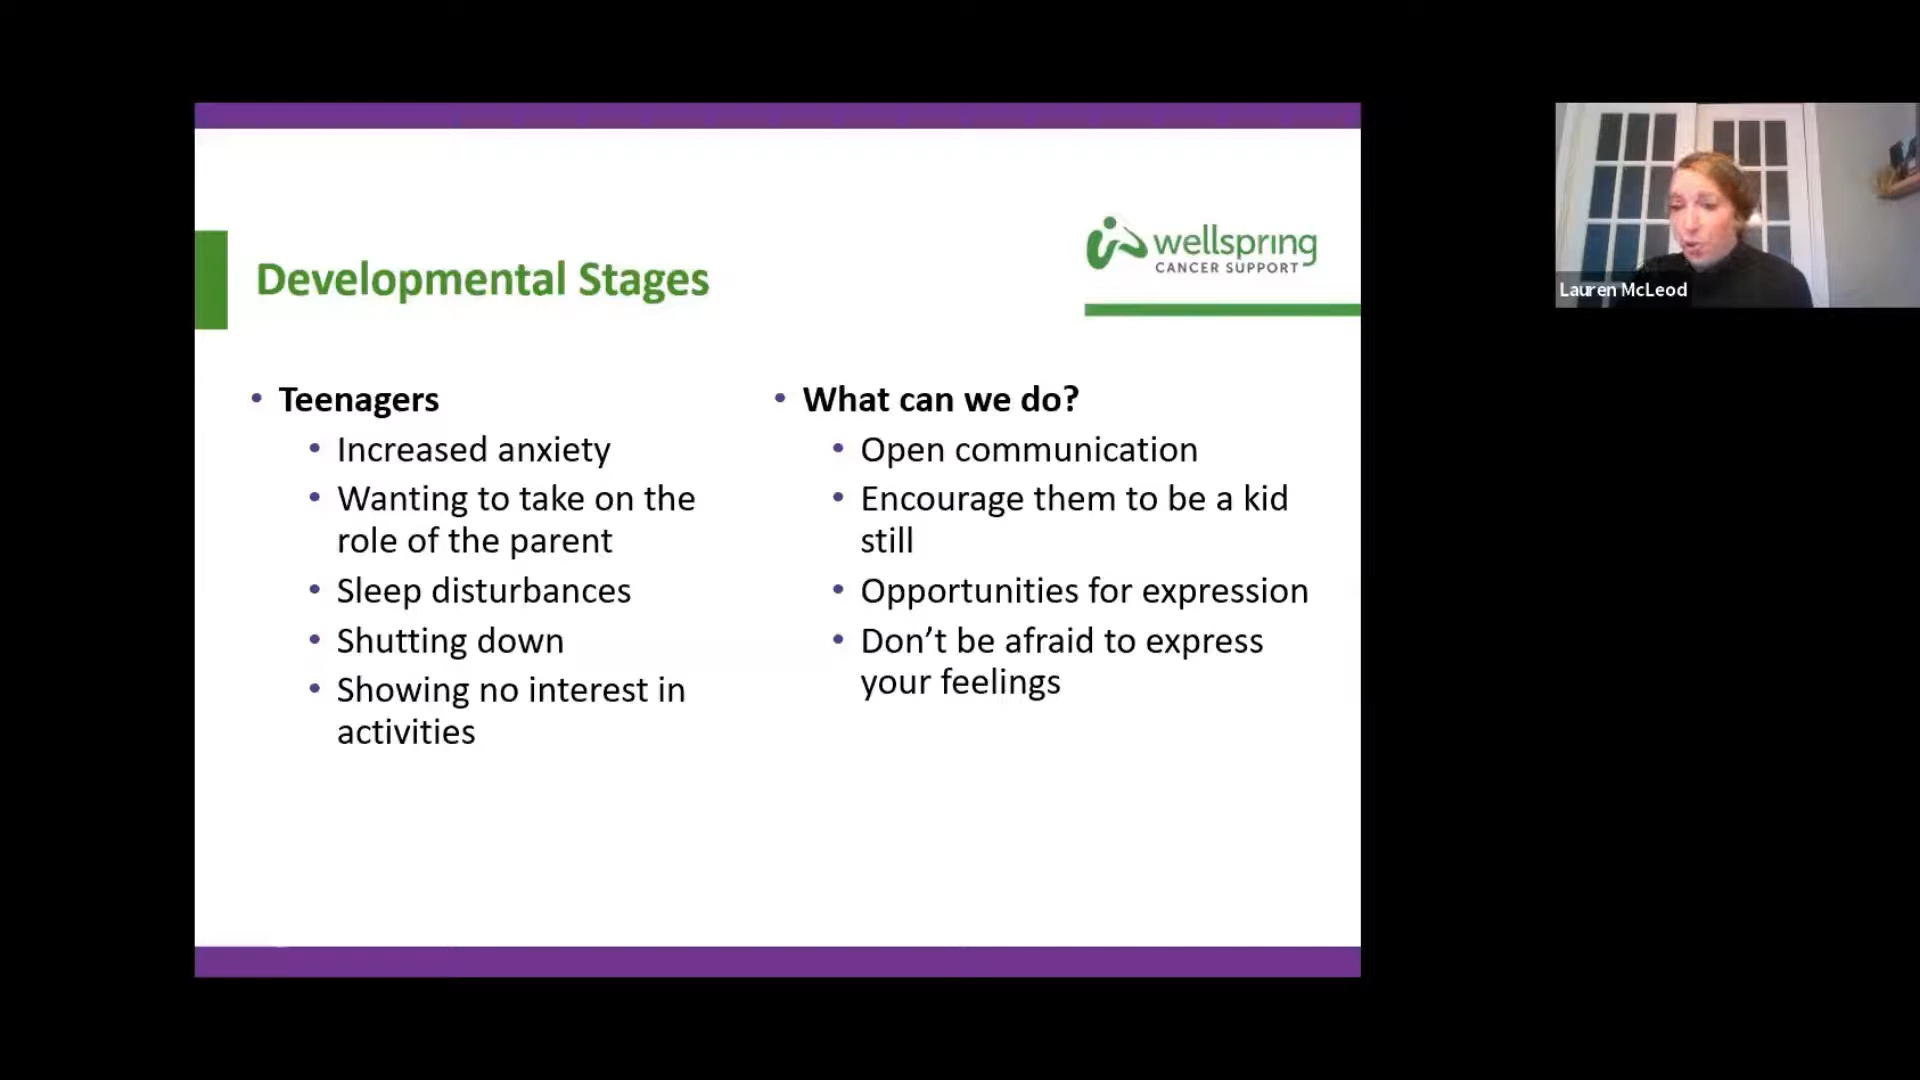 Developmental Stages
wellspring
CANCER SUPPORT
• Teenagers
• Increased anxiety
• Wanting to take on the
role of the parent
• Sleep disturbances
• Shutting down
• Showing no interest in
activities
• What can we do?
• Open communication
• Encourage them to be a kid
still
• Opportunities for expression
• Don’t be afraid to express
your feelings
Lauren McLeod